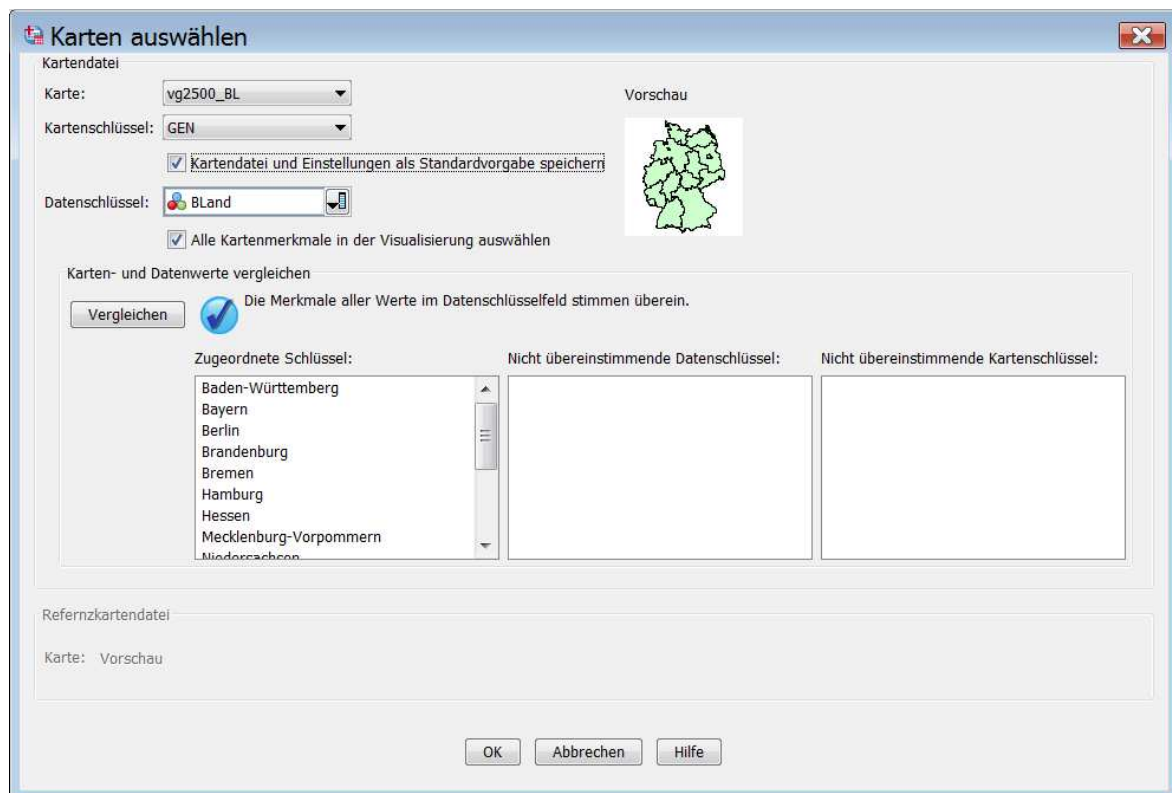 Karten auswählen
Kartendatei
Karte: vg2500_BL
Vorschau
Kartenschlüssel: GEN
Kartendatei und Einstellungen als Standardvorgabe speichern
Datenschlüssel: BLand
Alle Kartenmerkmale in der Visualisierung auswählen
Karten- und Datenwerte vergleichen
Vergleichen
Die Merkmale aller Werte im Datenschlüsselfeld stimmen überein.
Zugeordnete Schlüssel:
Nicht übereinstimmende Datenschlüssel:
Nicht übereinstimmende Kartenschlüssel:
Baden-Württemberg
Bayern
Berlin
Brandenburg
Bremen
Hamburg
Hessen
Mecklenburg-Vorpommern
Niedersachsen
Refernzkartendatei
Karte: Vorschau
OK
Abbrechen
Hilfe